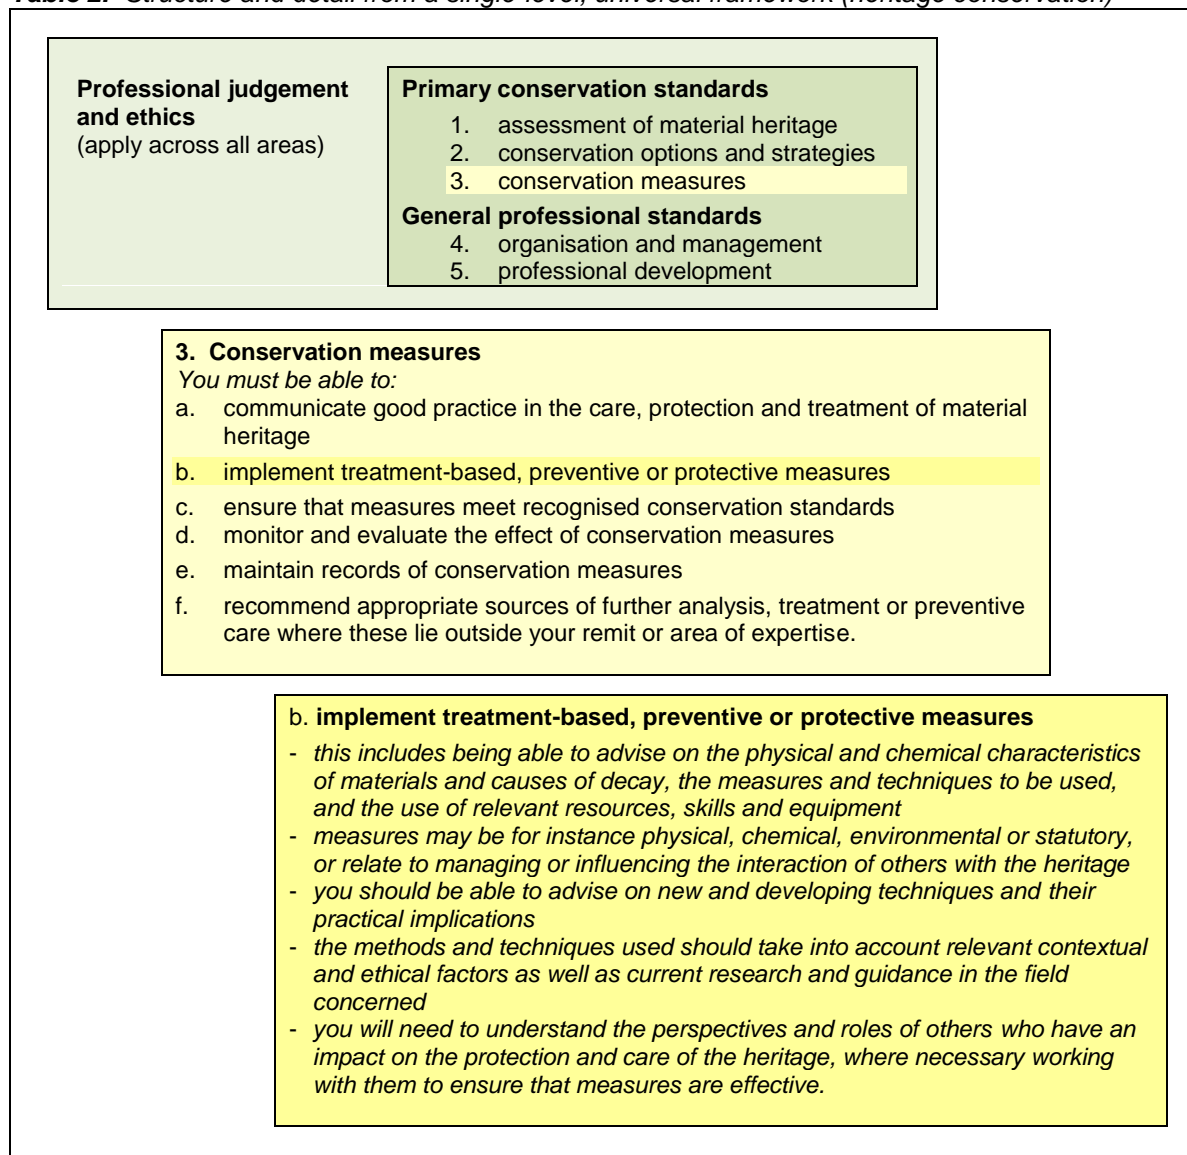 Table 2.  Structure and detail from a single-level, universal framework (heritage conservation)
Professional judgement
and ethics
(apply across all areas)
Primary conservation standards
1. assessment of material heritage
2. conservation options and strategies
3. conservation measures
General professional standards
4. organisation and management
5. professional development
3.  Conservation measures
You must be able to:
a. communicate good practice in the care, protection and treatment of material
heritage
b. implement treatment-based, preventive or protective measures
c. ensure that measures meet recognised conservation standards
d. monitor and evaluate the effect of conservation measures
e. maintain records of conservation measures
f. recommend appropriate sources of further analysis, treatment or preventive
care where these lie outside your remit or area of expertise.
b. implement treatment-based, preventive or protective measures
- this includes being able to advise on the physical and chemical characteristics
of materials and causes of decay, the measures and techniques to be used,
and the use of relevant resources, skills and equipment
- measures may be for instance physical, chemical, environmental or statutory,
or relate to managing or influencing the interaction of others with the heritage
- you should be able to advise on new and developing techniques and their
practical implications
- the methods and techniques used should take into account relevant contextual
and ethical factors as well as current research and guidance in the field
concerned
- you will need to understand the perspectives and roles of others who have an
impact on the protection and care of the heritage, where necessary working
with them to ensure that measures are effective.